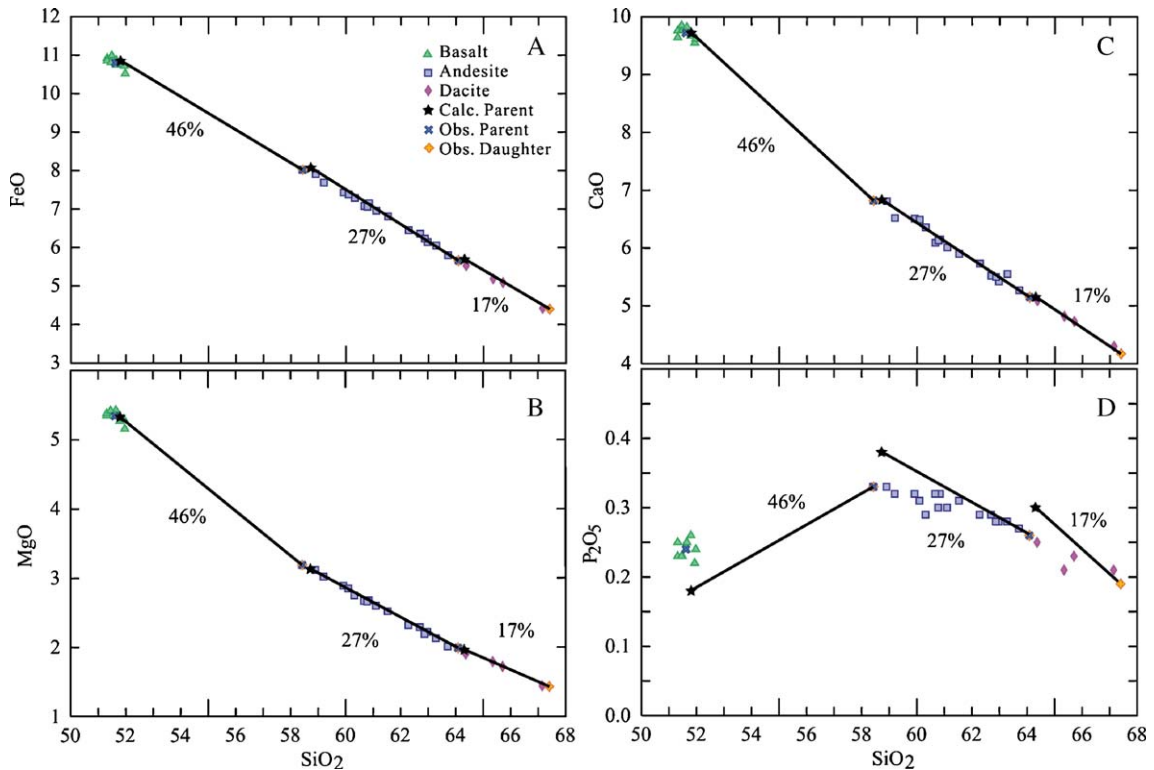 A
12
11
10
9
8
7
6
5
4
3
FeO
46%
27%
17%
Basalt
Andesite
Dacite
Calc. Parent
Obs. Parent
Obs. Daughter
C
10
9
8
7
6
5
4
CaO
46%
27%
17%
B
5
4
3
2
1
MgO
46%
27%
17%
50 52 54 56 58 60 62 64 66 68
SiO2
D
0.4
0.3
0.2
0.1
0.0
P2O5
46%
27%
17%
50 52 54 56 58 60 62 64 66 68
SiO2